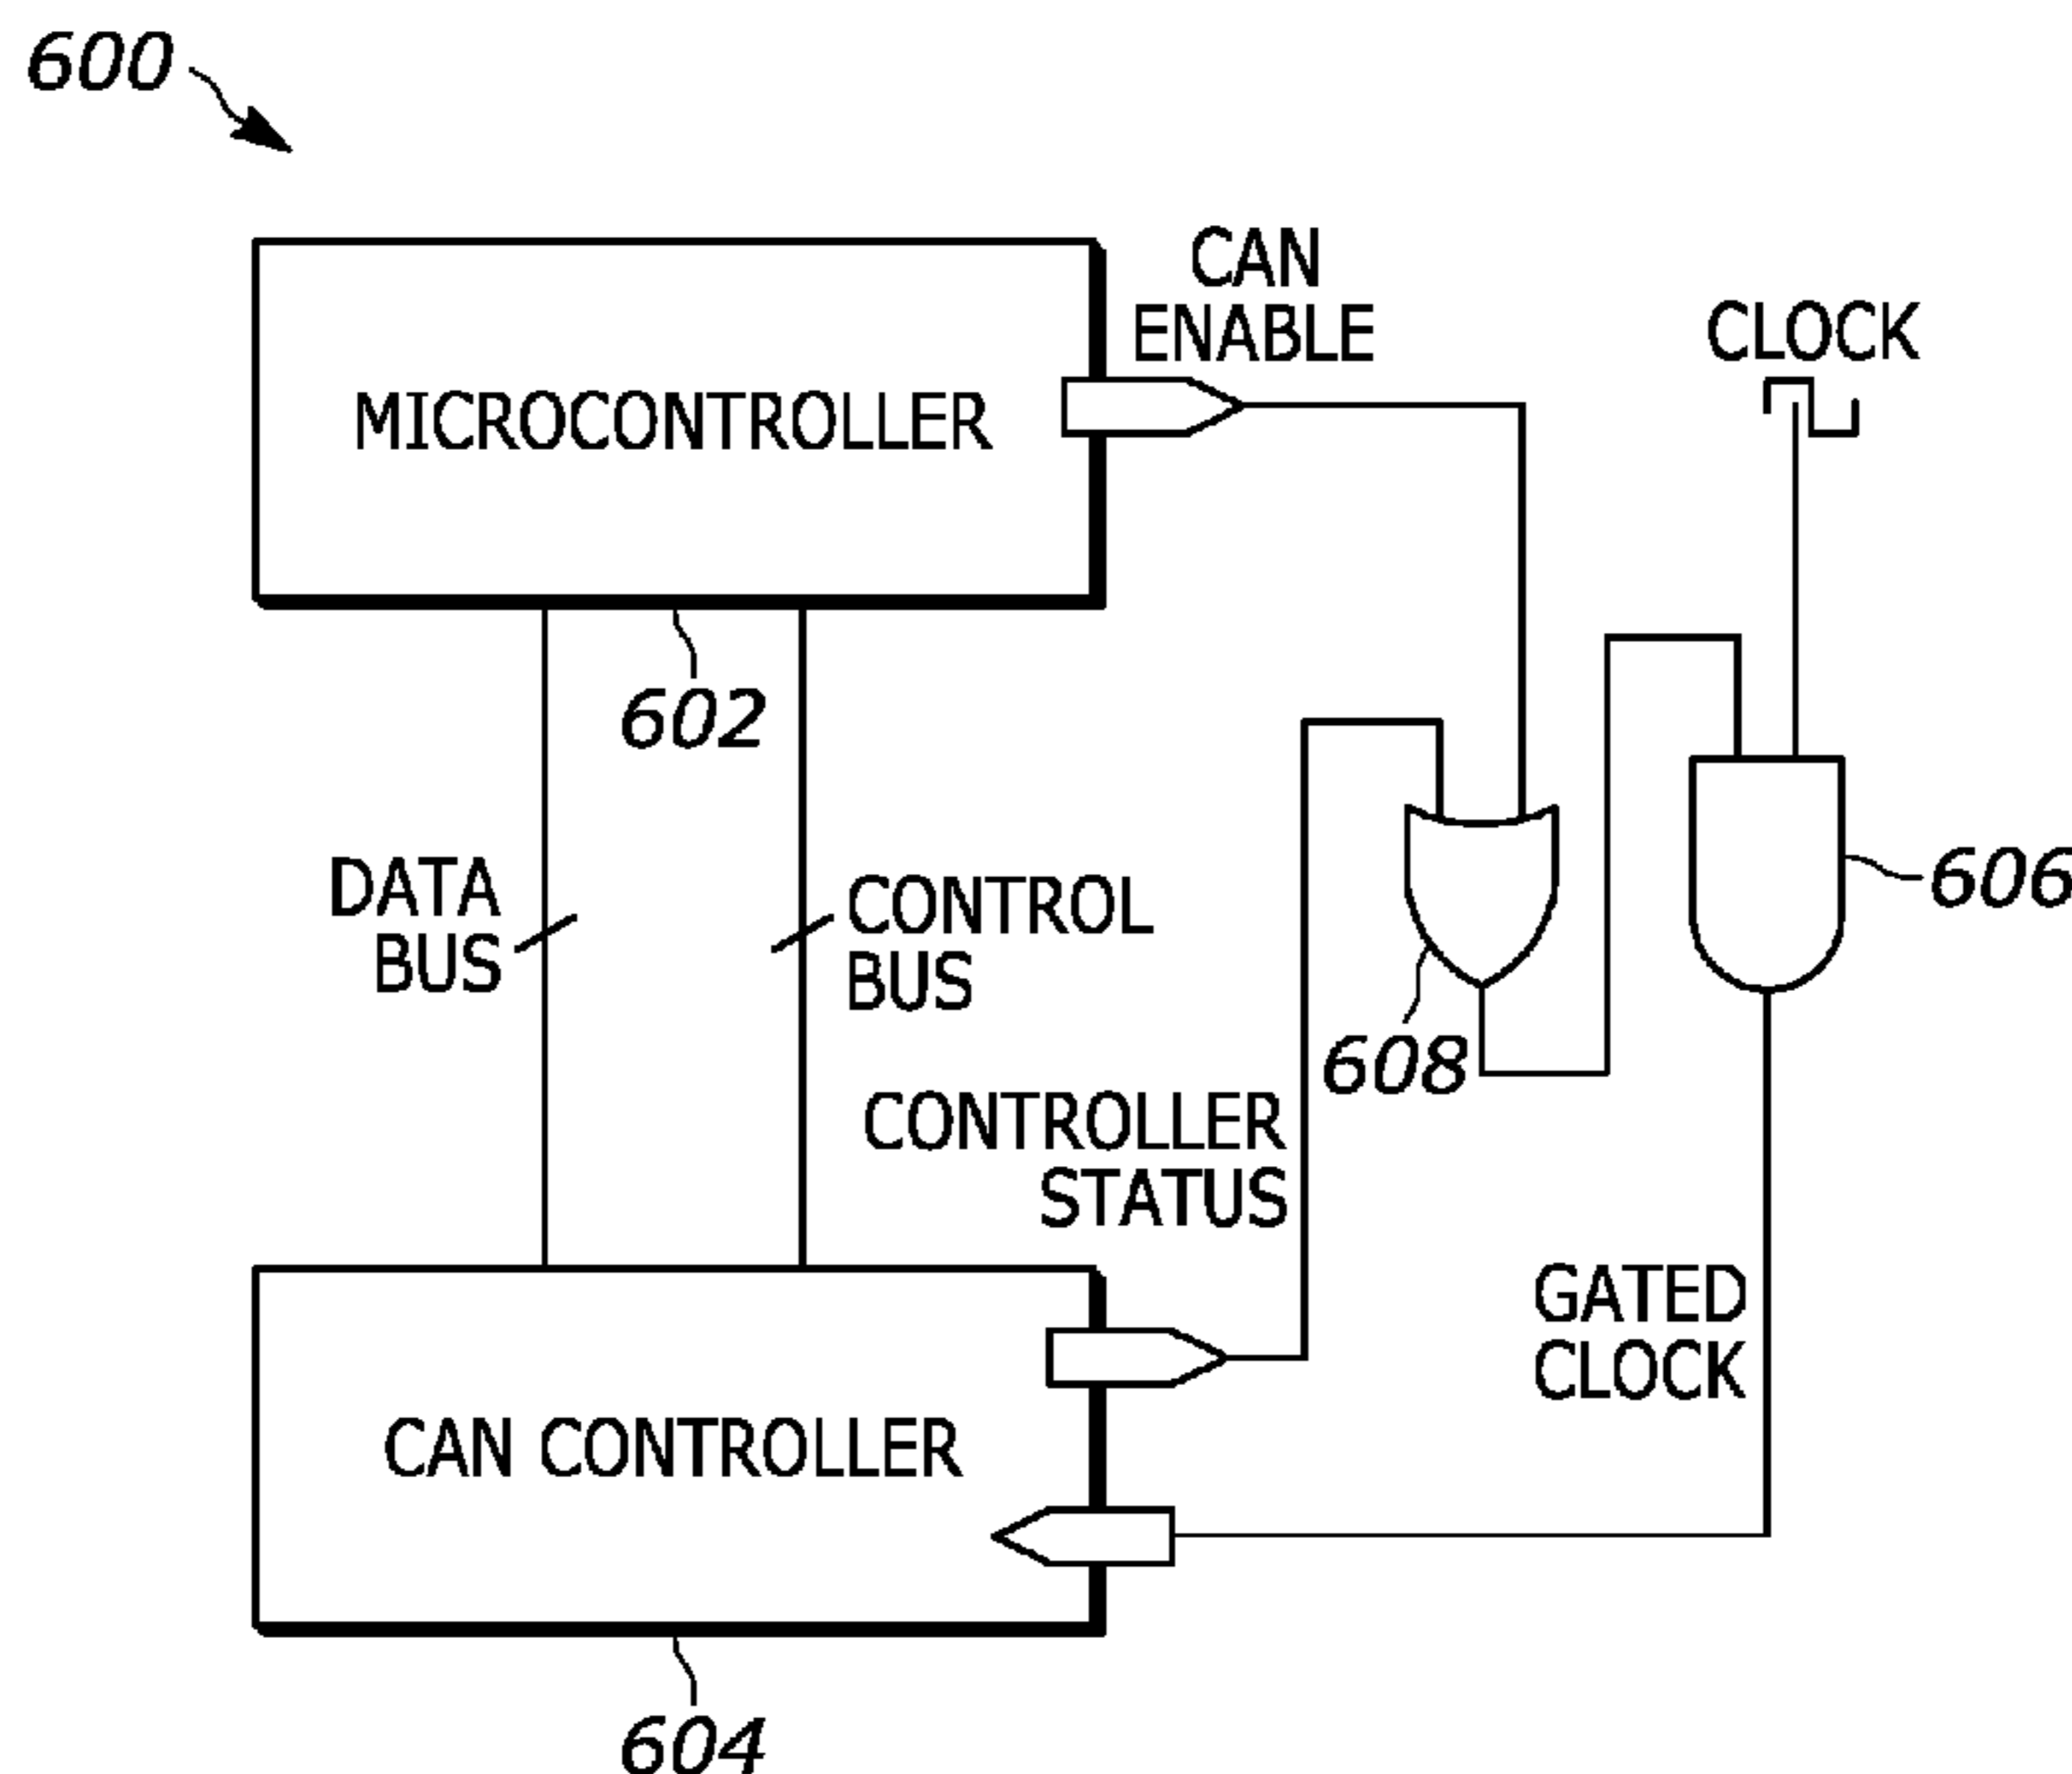 600
CAN
ENABLE
CLOCK
MICROCONTROLLER
602
DATA
BUS
CONTROL
BUS
606
608
CONTROLLER
STATUS
GATED
CLOCK
CAN CONTROLLER
604